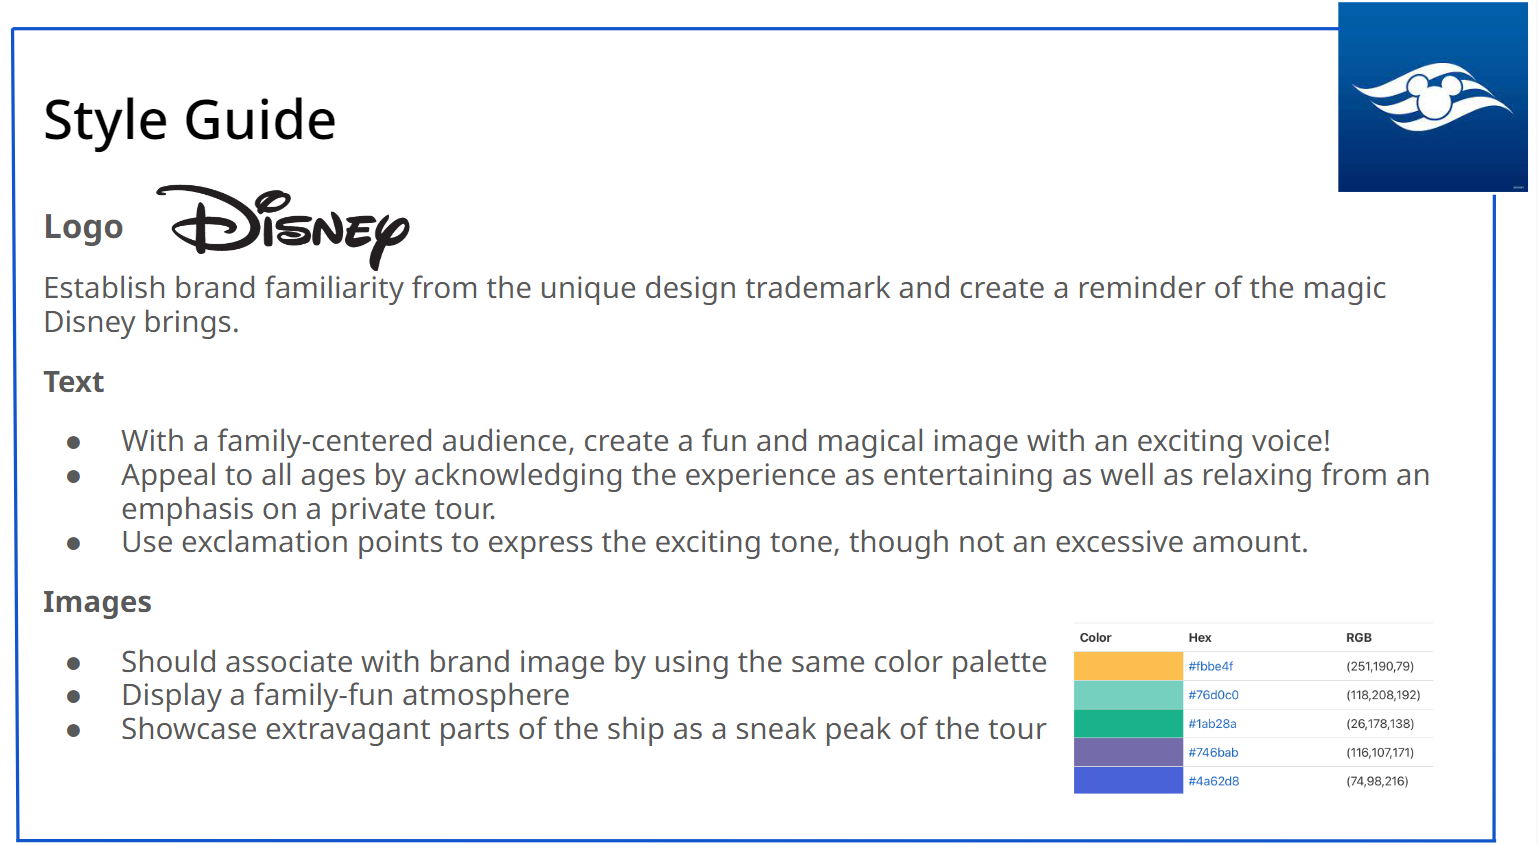 Style Guide
Logo Disney
Establish brand familiarity from the unique design trademark and create a reminder of the magic
Disney brings.
Text
● With a family-centered audience, create a fun and magical image with an exciting voice!
● Appeal to all ages by acknowledging the experience as entertaining as well as relaxing from an
emphasis on a private tour.
● Use exclamation points to express the exciting tone, though not an excessive amount.
Images
● Should associate with brand image by using the same color palette
● Display a family-fun atmosphere
● Showcase extravagant parts of the ship as a sneak peak of the tour
Color Hex RGB
#fbbe4f (251,190,79)
#76d0c0 (118,208,192)
#1ab28a (26,178,138)
#746bab (116,107,171)
#4a62d8 (74,98,216)